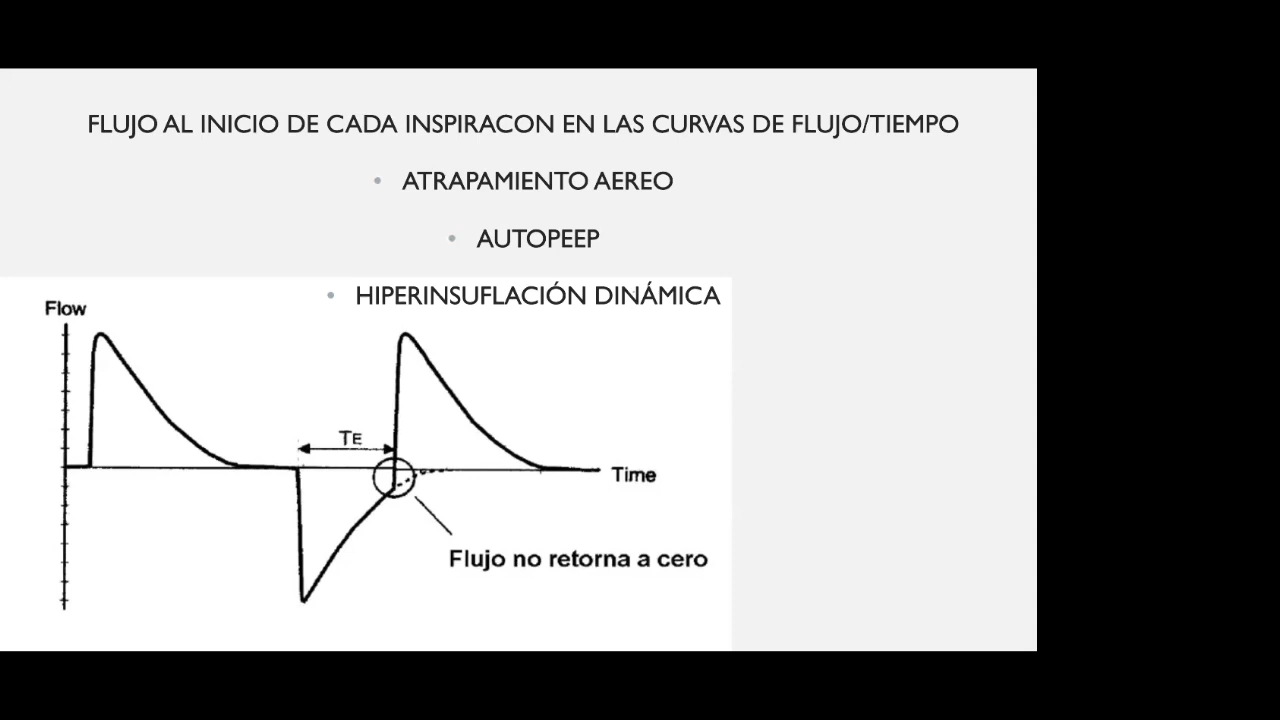 FLUJO AL INICIO DE CADA INSPIRACON EN LAS CURVAS DE FLUJO/TIEMPO
• ATRAPAMIENTO AEREO
• AUTOPEEP
• HIPERINSUFLACIÓN DINÁMICA
Flow
TE
Time
Flujo no retorna a cero